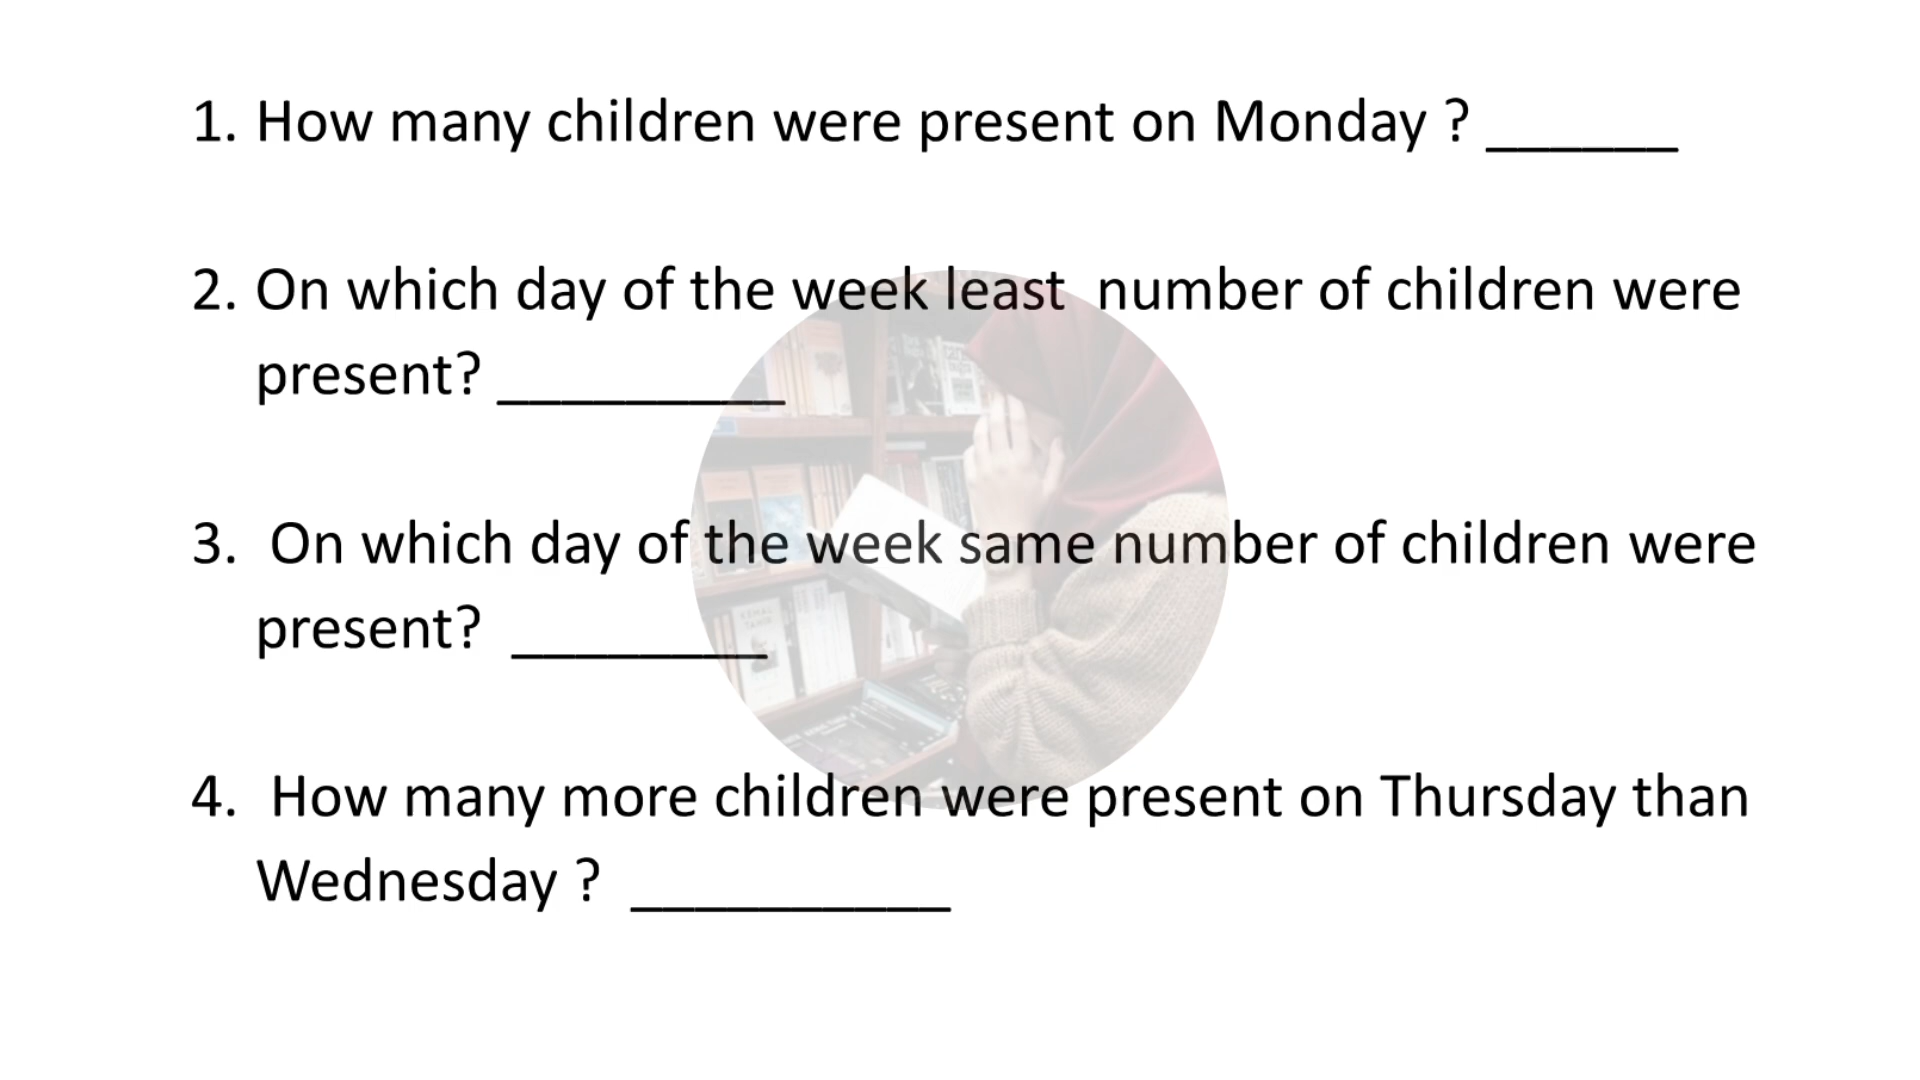 1. How many children were present on Monday ? ______
2. On which day of the week least  number of children were
present? _________
3.  On which day of the week same number of children were
present?  ________
4.  How many more children were present on Thursday than
Wednesday ?  __________